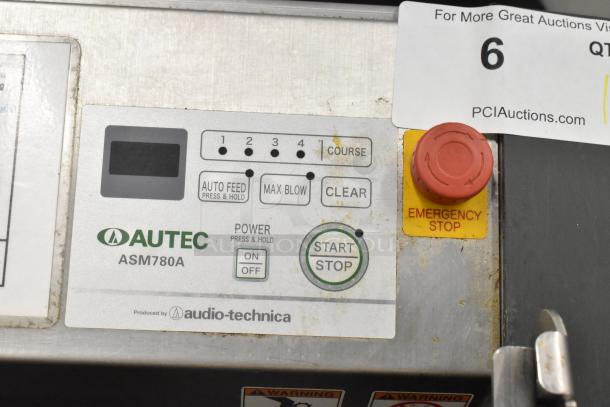 For More Great Auctions Vis
6 QT
PCIAuctions.com
1 2 3 4 COURSE
AUTO FEED
PRESS & HOLD
MAX BLOW
CLEAR
AUTEC
ASM780A
POWER
PRESS & HOLD
ON
OFF
START
STOP
EMERGENCY
STOP
Produced by audio-technica
WARNING
WARNING